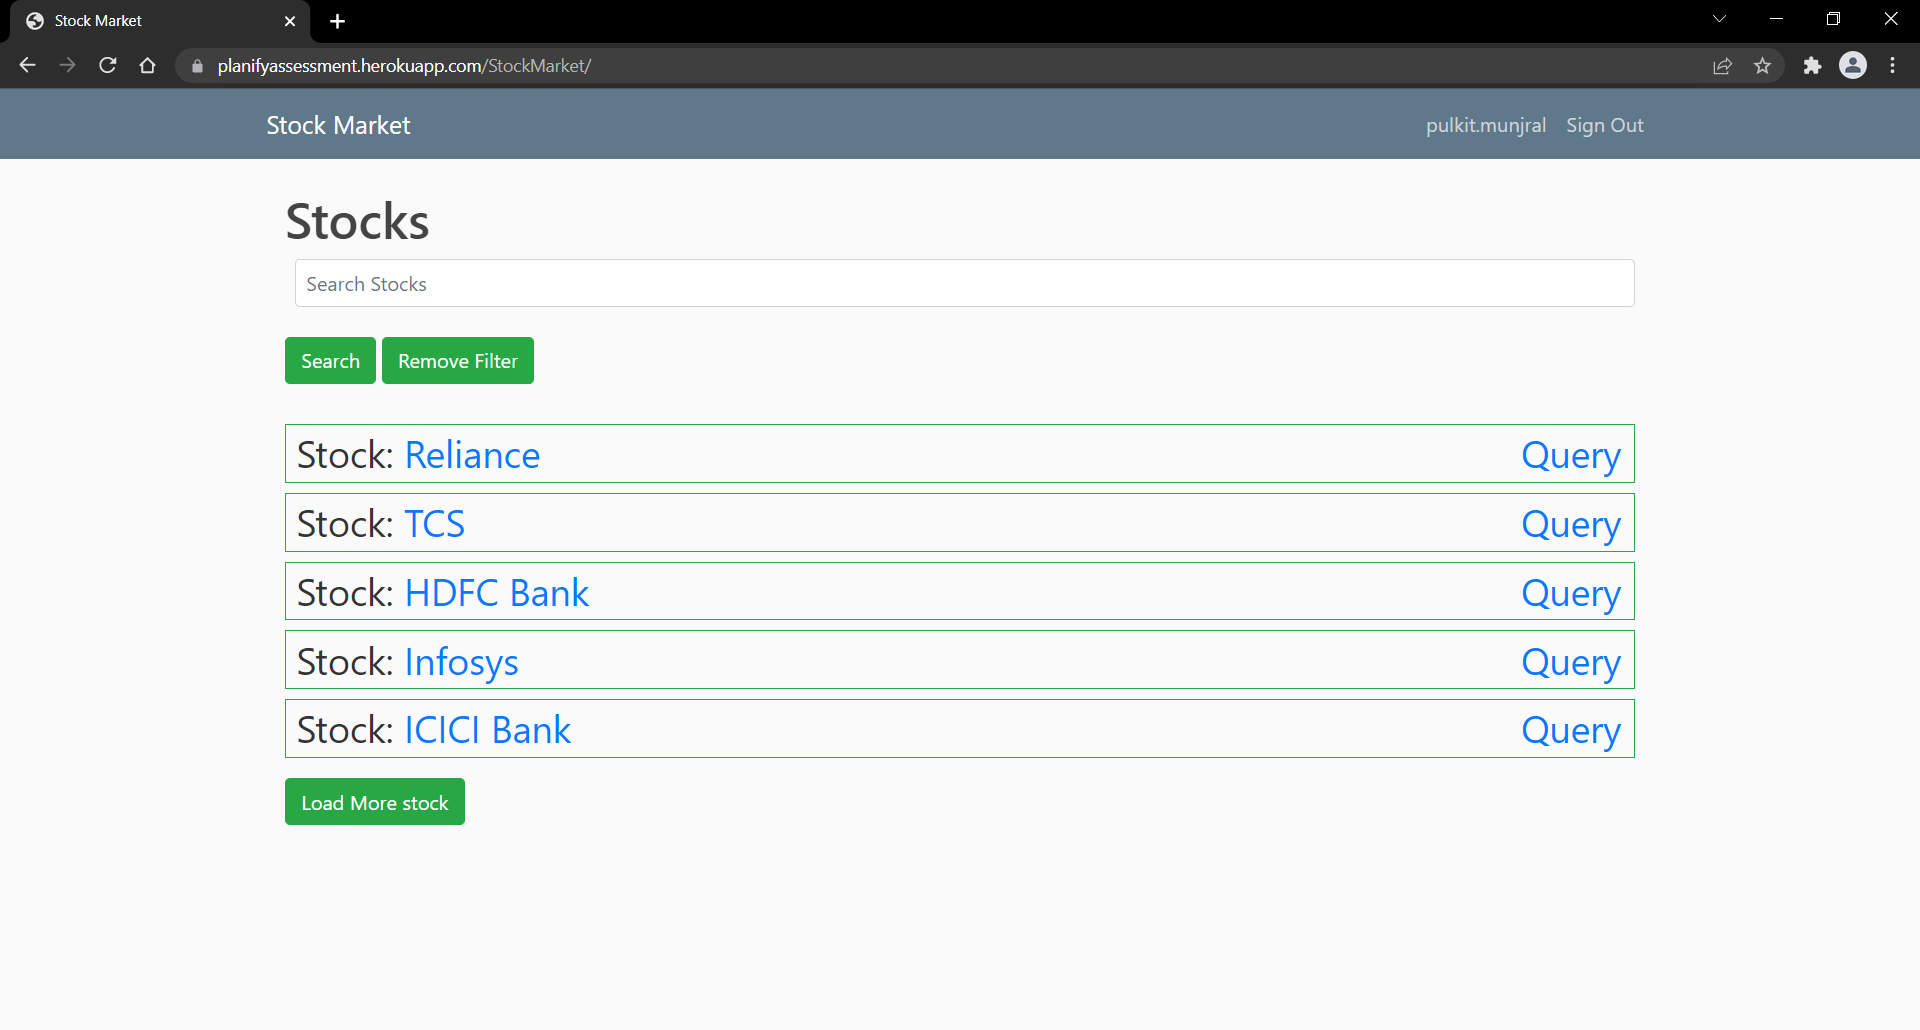 Stock Market
planifyassessment.herokuapp.com/StockMarket/
Stock Market pulkit.munjral Sign Out
Stocks
Search Stocks
Search Remove Filter
Stock: Reliance Query
Stock: TCS Query
Stock: HDFC Bank Query
Stock: Infosys Query
Stock: ICICI Bank Query
Load More stock